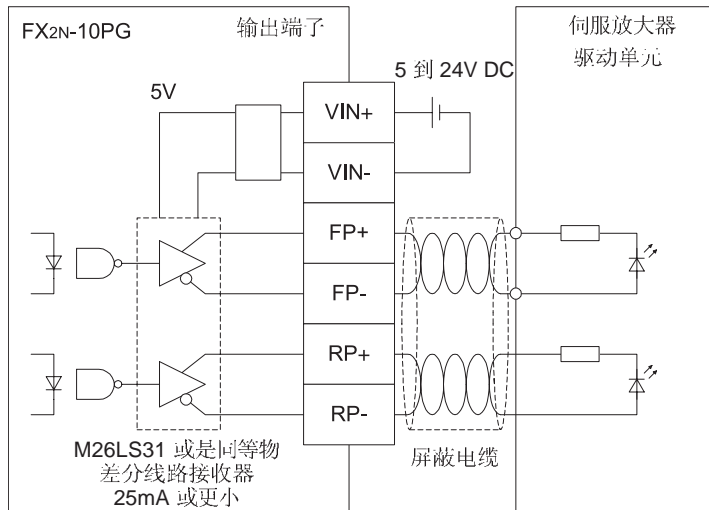 FX2N-10PG
输出端子
伺服放大器
驱动单元
5 到 24V DC
5V
VIN+
VIN-
FP+
FP-
RP+
RP-
M26LS31 或是同等物
差分线路接收器
25mA 或更小
屏蔽电缆